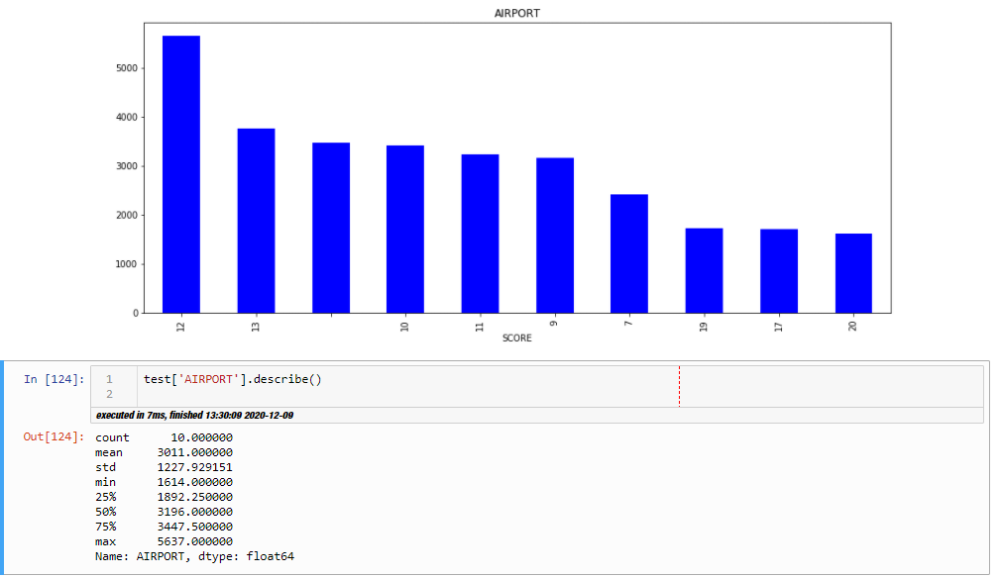 AIRPORT
5000
4000
3000
2000
1000
0
12 13 10 11 9 7 19 17 20
SCORE
In [124]: 1 test['AIRPORT'].describe()
2
executed in 7ms, finished 13:30:09 2020-12-09
Out[124]: count 10.000000
mean 3011.000000
std 1227.929151
min 1614.000000
25% 1892.250000
50% 3196.000000
75% 3447.500000
max 5637.000000
Name: AIRPORT, dtype: float64